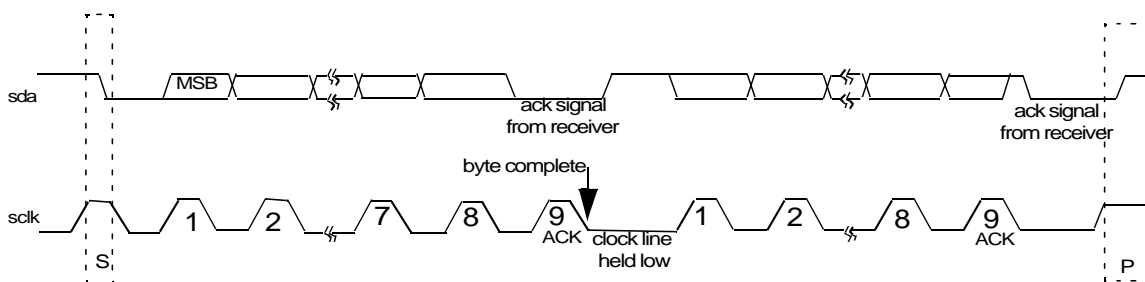 MSB
sda
ack signal
from receiver
ack signal
from receiver
byte complete
sclk
1
2
7
8
9
ACK
clock line
held low
1
2
8
9
ACK
S
P